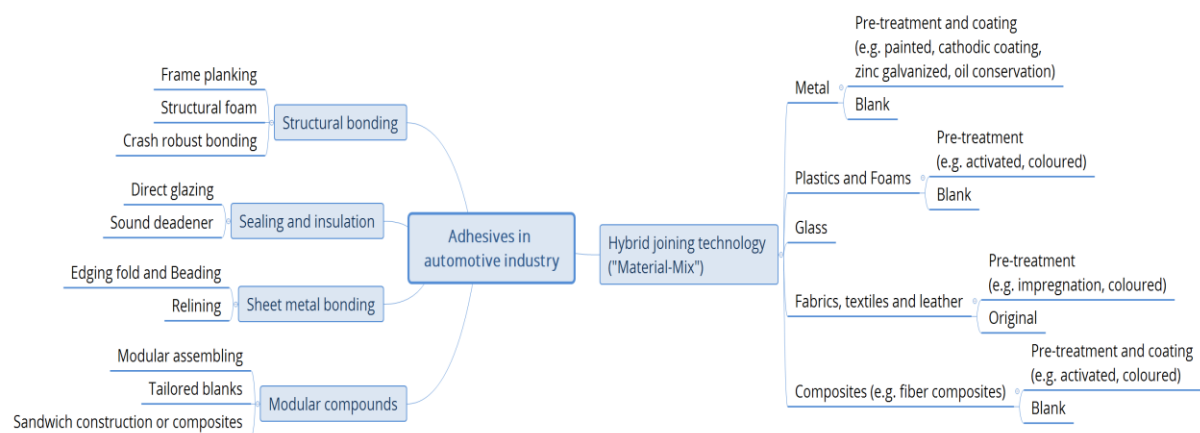 Frame planking
Structural foam
Crash robust bonding
Structural bonding
Direct glazing
Sound deadener
Sealing and insulation
Edging fold and Beading
Relining
Sheet metal bonding
Modular assembling
Tailored blanks
Sandwich construction or composites
Modular compounds
Adhesives in
automotive industry
Hybrid joining technology
("Material-Mix")
Metal
Pre-treatment and coating
(e.g. painted, cathodic coating,
zinc galvanized, oil conservation)
Blank
Plastics and Foams
Pre-treatment
(e.g. activated, coloured)
Blank
Glass
Fabrics, textiles and leather
Pre-treatment
(e.g. impregnation, coloured)
Original
Composites (e.g. fiber composites)
Pre-treatment and coating
(e.g. activated, coloured)
Blank